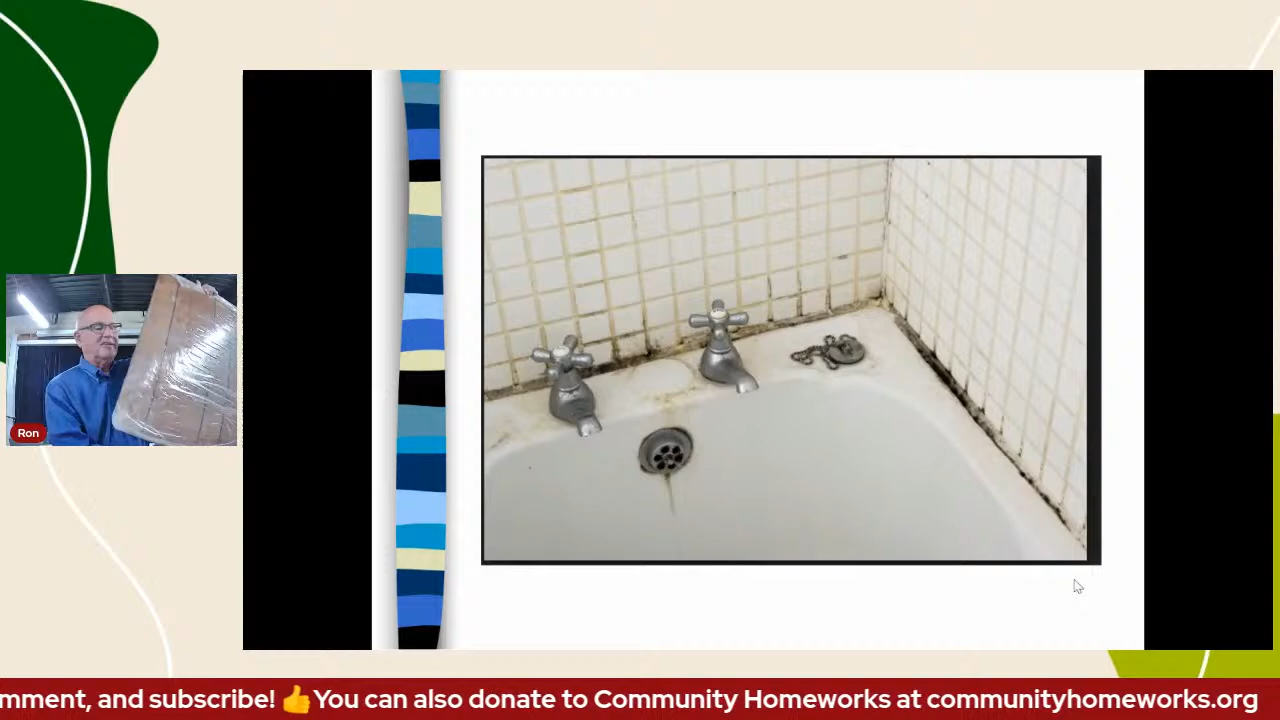 Ron
mment, and subscribe! 👍You can also donate to Community Homeworks at communityhomeworks.org